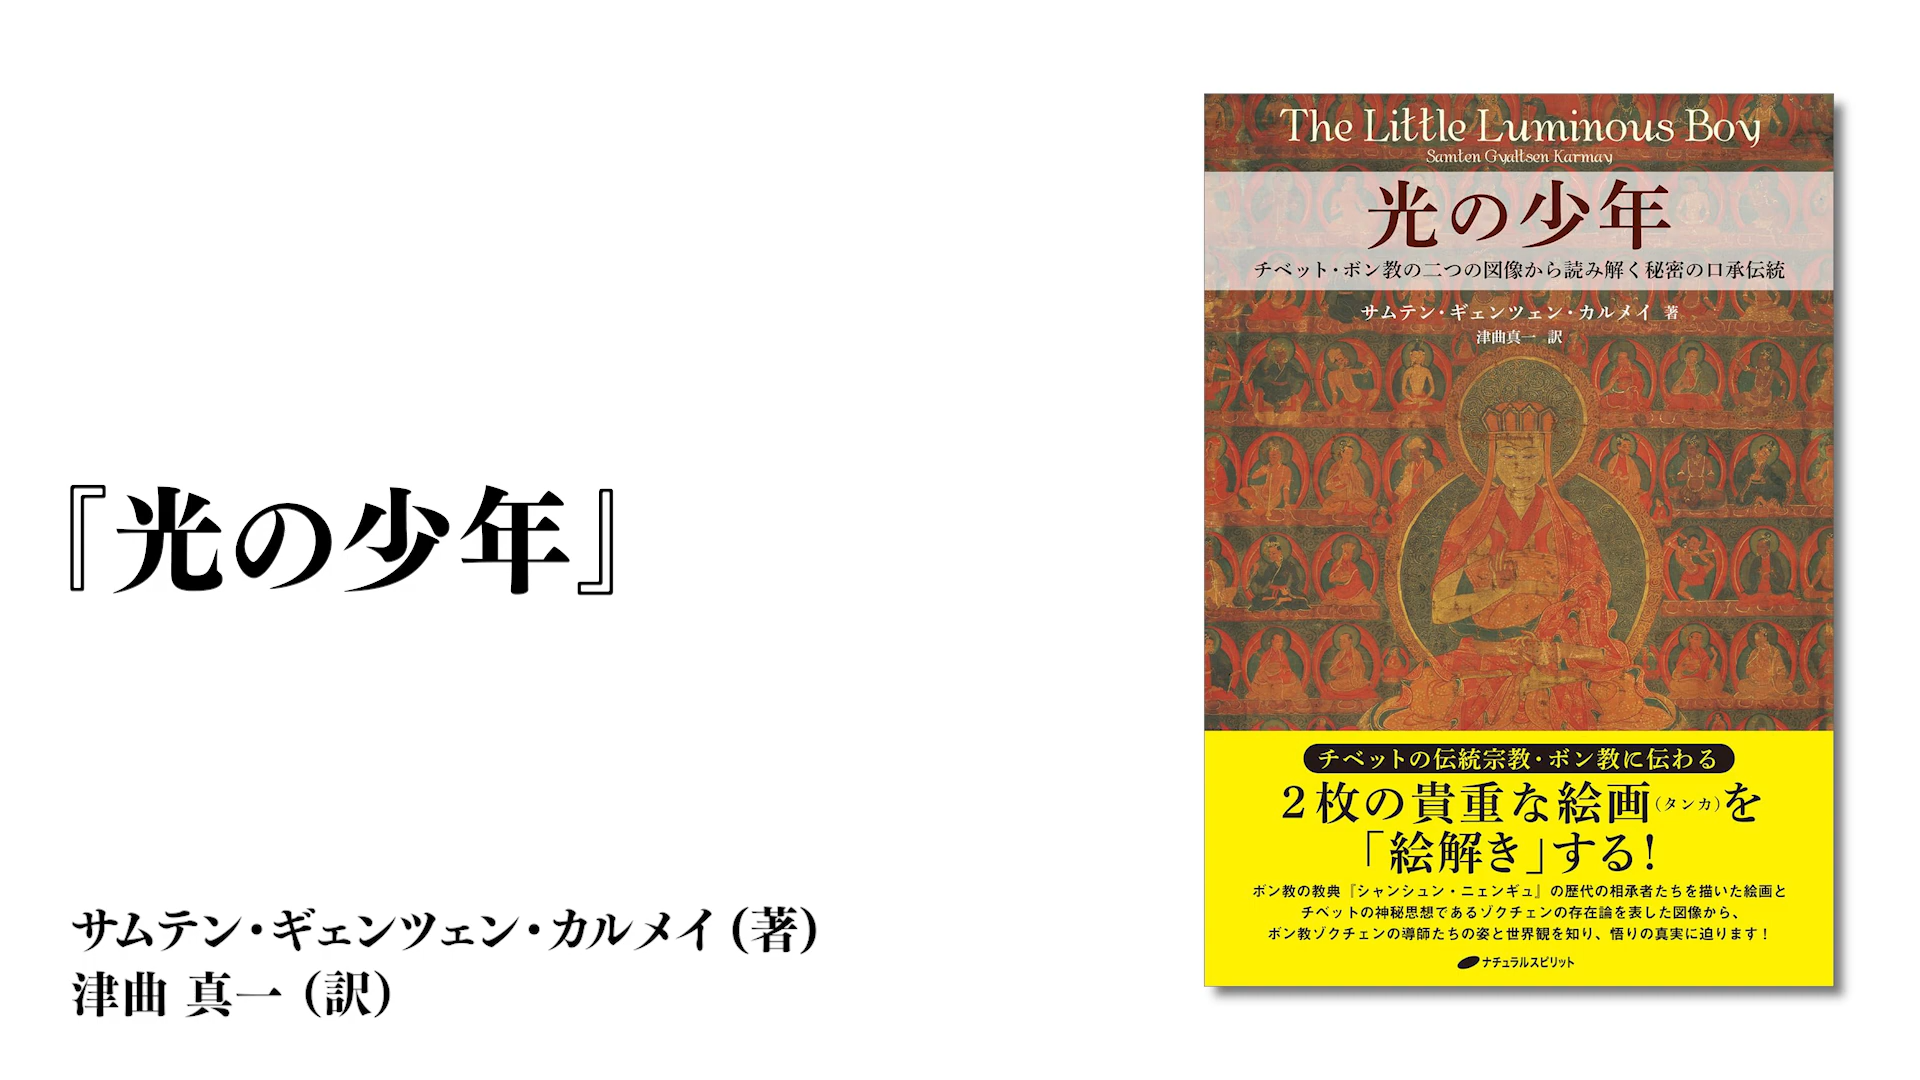 『光の少年』
サムテン・ギェンツェン・カルメイ (著)
津曲 真一 (訳)
The Little Luminous Boy
Samten Gyaltsen Karmay
光の少年
チベット・ボン教の二つの図像から読み解く秘密の口承伝統
サムテン・ギェンツェン・カルメイ 著
津曲真一 訳
チベットの伝統宗教・ボン教に伝わる
2枚の貴重な絵画(タンカ)を
「絵解き」する!
ボン教の教典『シャンシュン・ニェンギュ』の歴代の相承者たちを描いた絵画と
チベットの神秘思想であるゾクチェンの存在論を表した図像から、
ボン教ゾクチェンの導師たちの姿と世界観を知り、悟りの真実に迫ります!
ナチュラルスピリット